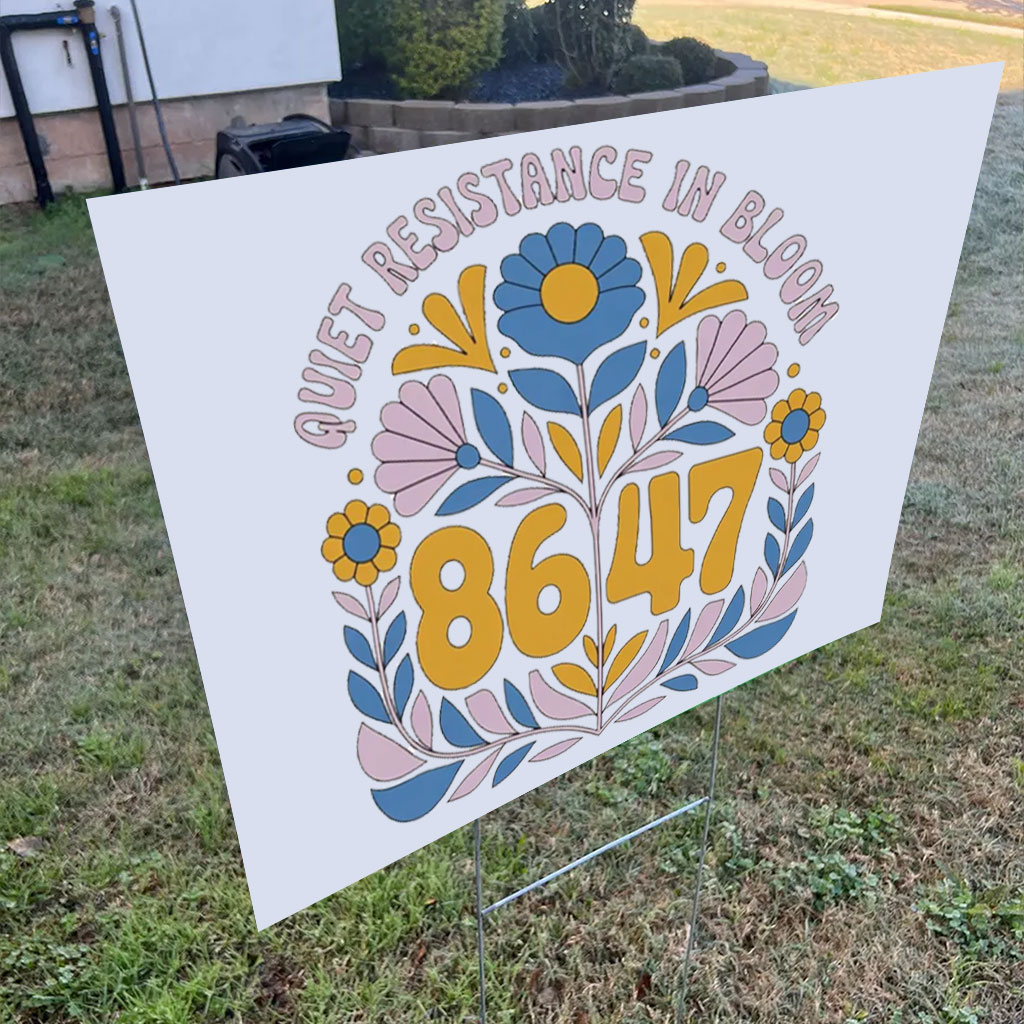 QUIET RESISTANCE IN BLOOM
8647